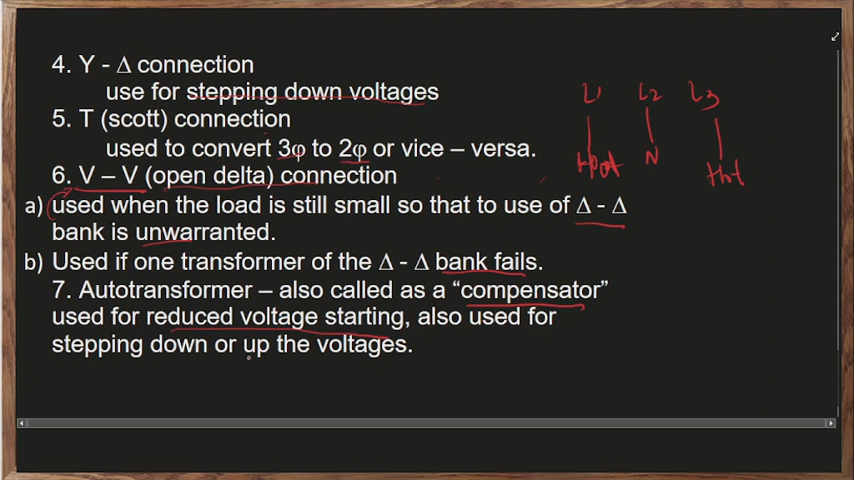 4. Y - Δ connection
use for stepping down voltages
5. T (scott) connection
used to convert 3φ to 2φ or vice – versa.
6. V – V (open delta) connection
a) used when the load is still small so that to use of Δ - Δ
bank is unwarranted.
b) Used if one transformer of the Δ - Δ bank fails.
7. Autotransformer – also called as a “compensator”
used for reduced voltage starting, also used for
stepping down or up the voltages.
L1 L2 L3
Hot N Hot